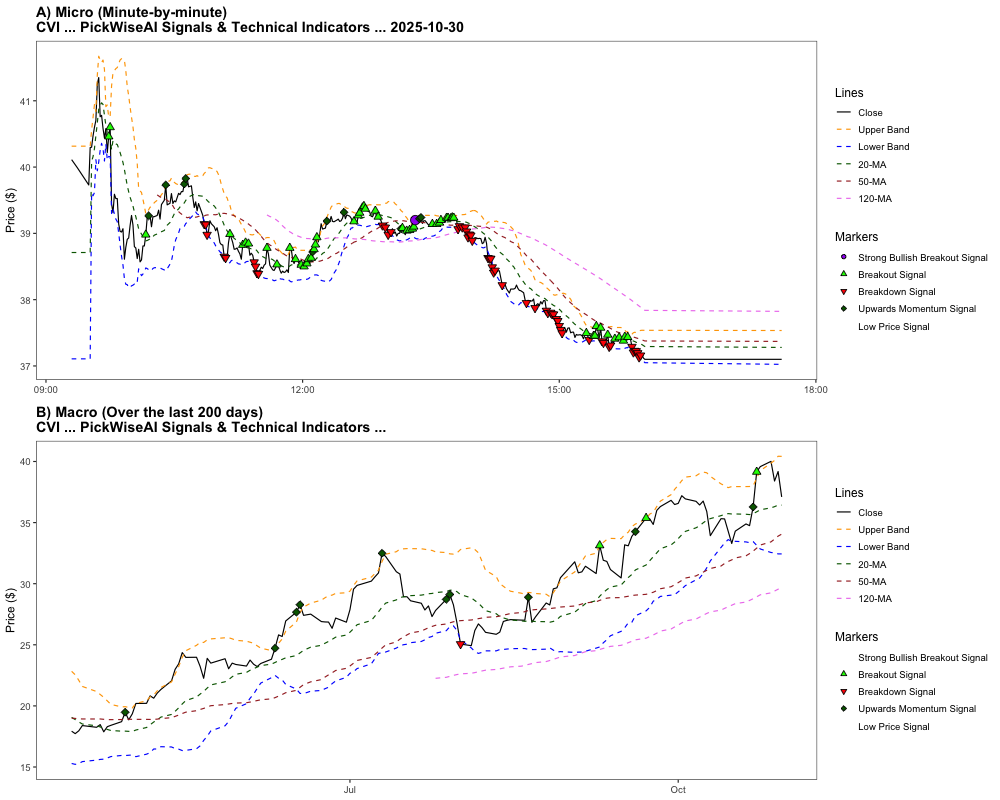 A) Micro (Minute-by-minute)
CVI ... PickWiseAI Signals & Technical Indicators ... 2025-10-30
Price ($)
41
40
39
38
37
09:00
12:00
15:00
18:00
Lines
Close
Upper Band
Lower Band
20-MA
50-MA
120-MA
Markers
Strong Bullish Breakout Signal
Breakout Signal
Breakdown Signal
Upwards Momentum Signal
Low Price Signal
B) Macro (Over the last 200 days)
CVI ... PickWiseAI Signals & Technical Indicators ...
Price ($)
40
35
30
25
20
15
Jul
Oct
Lines
Close
Upper Band
Lower Band
20-MA
50-MA
120-MA
Markers
Strong Bullish Breakout Signal
Breakout Signal
Breakdown Signal
Upwards Momentum Signal
Low Price Signal